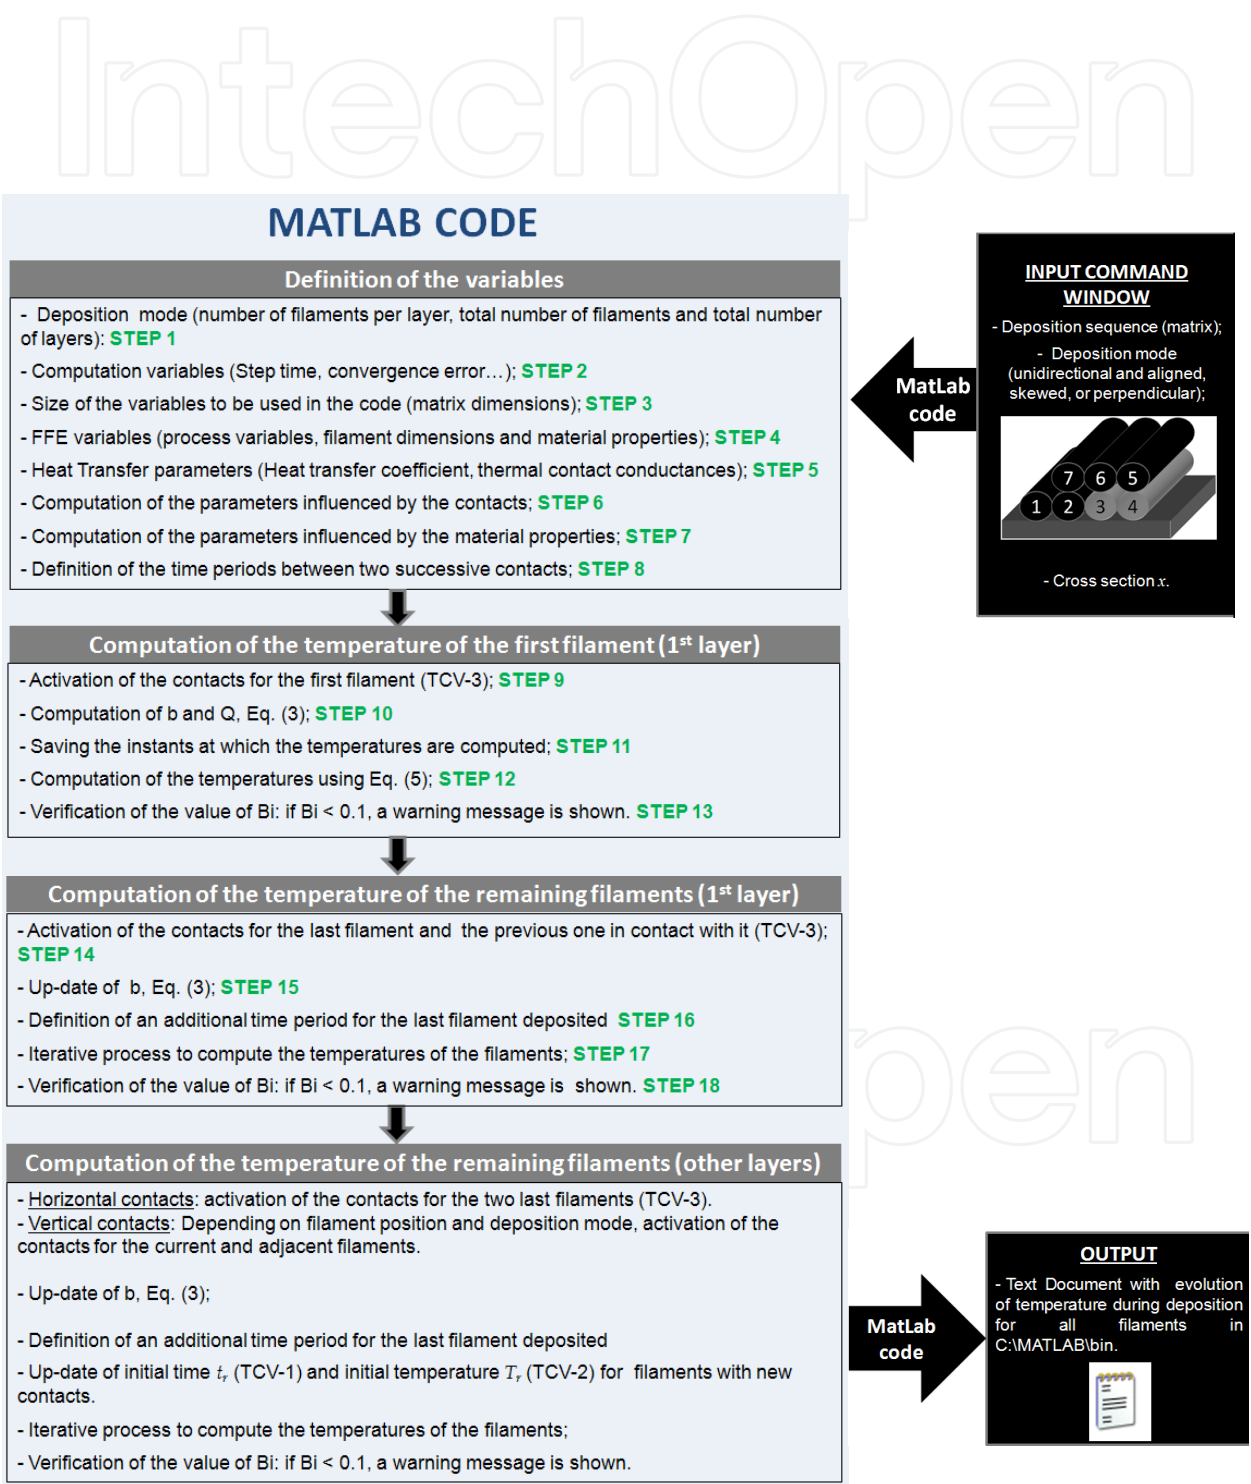 IntechOpen
MATLAB CODE
Definition of the variables
- Deposition mode (number of filaments per layer, total number of filaments and total number
of layers): STEP 1
- Computation variables (Step time, convergence error…); STEP 2
- Size of the variables to be used in the code (matrix dimensions); STEP 3
- FFE variables (process variables, filament dimensions and material properties); STEP 4
- Heat Transfer parameters (Heat transfer coefficient, thermal contact conductances); STEP 5
- Computation of the parameters influenced by the contacts; STEP 6
- Computation of the parameters influenced by the material properties; STEP 7
- Definition of the time periods between two successive contacts; STEP 8
MatLab
code
INPUT COMMAND
WINDOW
- Deposition sequence (matrix);
- Deposition mode
(unidirectional and aligned,
skewed, or perpendicular);
7 6 5
1 2 3 4
- Cross section x.
Computation of the temperature of the first filament (1st layer)
- Activation of the contacts for the first filament (TCV-3); STEP 9
- Computation of b and Q, Eq. (3); STEP 10
- Saving the instants at which the temperatures are computed; STEP 11
- Computation of the temperatures using Eq. (5); STEP 12
- Verification of the value of Bi: if Bi < 0.1, a warning message is shown. STEP 13
Computation of the temperature of the remaining filaments (1st layer)
- Activation of the contacts for the last filament and the previous one in contact with it (TCV-3);
STEP 14
- Up-date of b, Eq. (3); STEP 15
- Definition of an additional time period for the last filament deposited STEP 16
- Iterative process to compute the temperatures of the filaments; STEP 17
- Verification of the value of Bi: if Bi < 0.1, a warning message is shown. STEP 18
pen
Computation of the temperature of the remaining filaments (other layers)
- Horizontal contacts: activation of the contacts for the two last filaments (TCV-3).
- Vertical contacts: Depending on filament position and deposition mode, activation of the
contacts for the current and adjacent filaments.
- Up-date of b, Eq. (3);
- Definition of an additional time period for the last filament deposited
- Up-date of initial time tr (TCV-1) and initial temperature Tr (TCV-2) for filaments with new
contacts.
- Iterative process to compute the temperatures of the filaments;
- Verification of the value of Bi: if Bi < 0.1, a warning message is shown.
MatLab
code
OUTPUT
- Text Document with evolution
of temperature during deposition
for all filaments in
C:\MATLAB\bin.